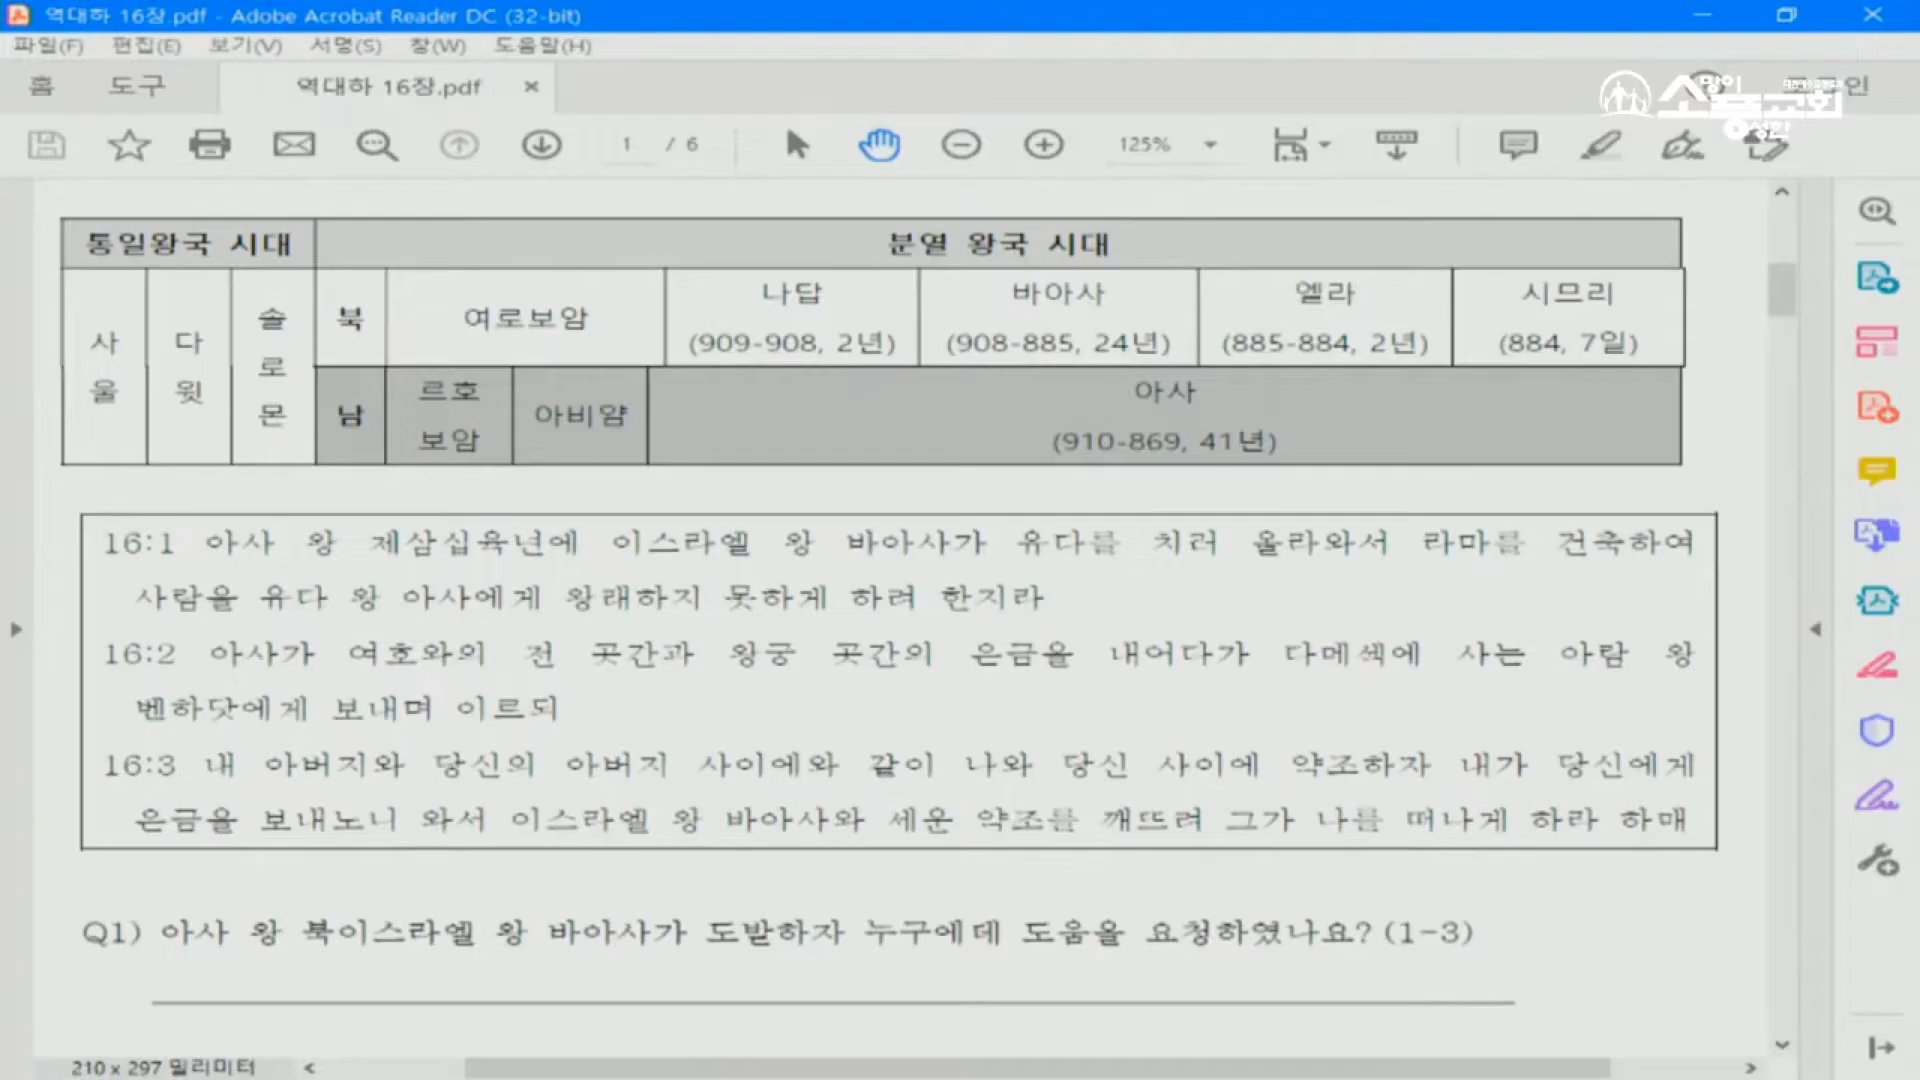 역대하 16장.pdf - Adobe Acrobat Reader DC (32-bit)
파일(F) 편집(E) 보기(V) 서명(S) 창(W) 도움말(H)
홈 도구 역대하 16장.pdf
소망이 풍성한 교회
1 / 6 125%
통일왕국 시대 분열 왕국 시대
사울 다윗 솔로몬
북 여로보암
나답
(909-908, 2년)
바아사
(908-885, 24년)
엘라
(885-884, 2년)
시므리
(884, 7일)
남 르호보암 아비얌
아사
(910-869, 41년)
16:1 아사 왕 제삼십육년에 이스라엘 왕 바아사가 유다를 치러 올라와서 라마를 건축하여
사람을 유다 왕 아사에게 왕래하지 못하게 하려 한지라
16:2 아사가 여호와의 전 곳간과 왕궁 곳간의 은금을 내어다가 다메섹에 사는 아람 왕
벤하닷에게 보내며 이르되
16:3 내 아버지와 당신의 아버지 사이에와 같이 나와 당신 사이에 약조하자 내가 당신에게
은금을 보내노니 와서 이스라엘 왕 바아사와 세운 약조를 깨뜨려 그가 나를 떠나게 하라 하매
Q1) 아사 왕 북이스라엘 왕 바아사가 도발하자 누구에데 도움을 요청하였나요? (1-3)
210 x 297 밀리미터